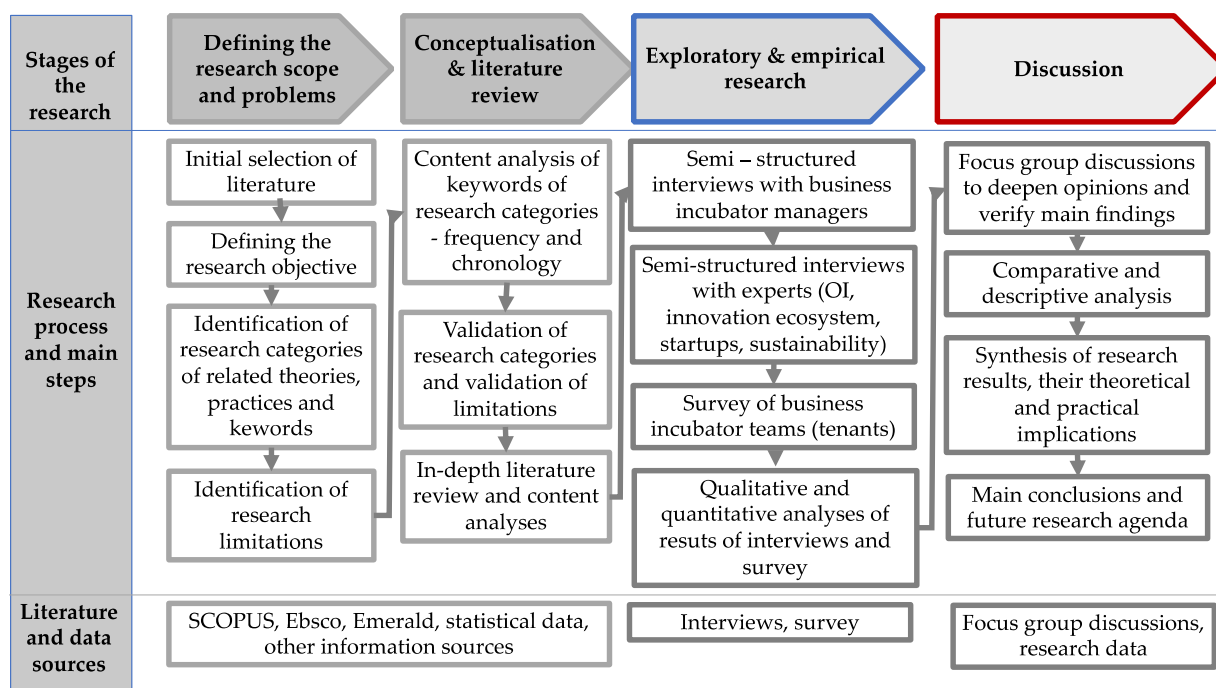 Stages of
the
research
Defining the
research scope
and problems
Conceptualisation
& literature
review
Exploratory & empirical
research
Discussion
Research
process
and main
steps
Initial selection of
literature
Defining the
research objective
Identification of
research categories
of related theories,
practices and
kewords
Identification of
research
limitations
Content analysis of
keywords of
research categories
- frequency and
chronology
Validation of
research categories
and validation of
limitations
In-depth literature
review and content
analyses
Semi – structured
interviews with business
incubator managers
Semi-structured interviews
with experts (OI,
innovation ecosystem,
startups, sustainability)
Survey of business
incubator teams (tenants)
Qualitative and
quantitative analyses of
resuts of interviews and
survey
Focus group discussions
to deepen opinions and
verify main findings
Comparative and
descriptive analysis
Synthesis of research
results, their theoretical
and practical
implications
Main conclusions and
future research agenda
Literature
and data
sources
SCOPUS, Ebsco, Emerald, statistical data,
other information sources
Interviews, survey
Focus group discussions,
research data